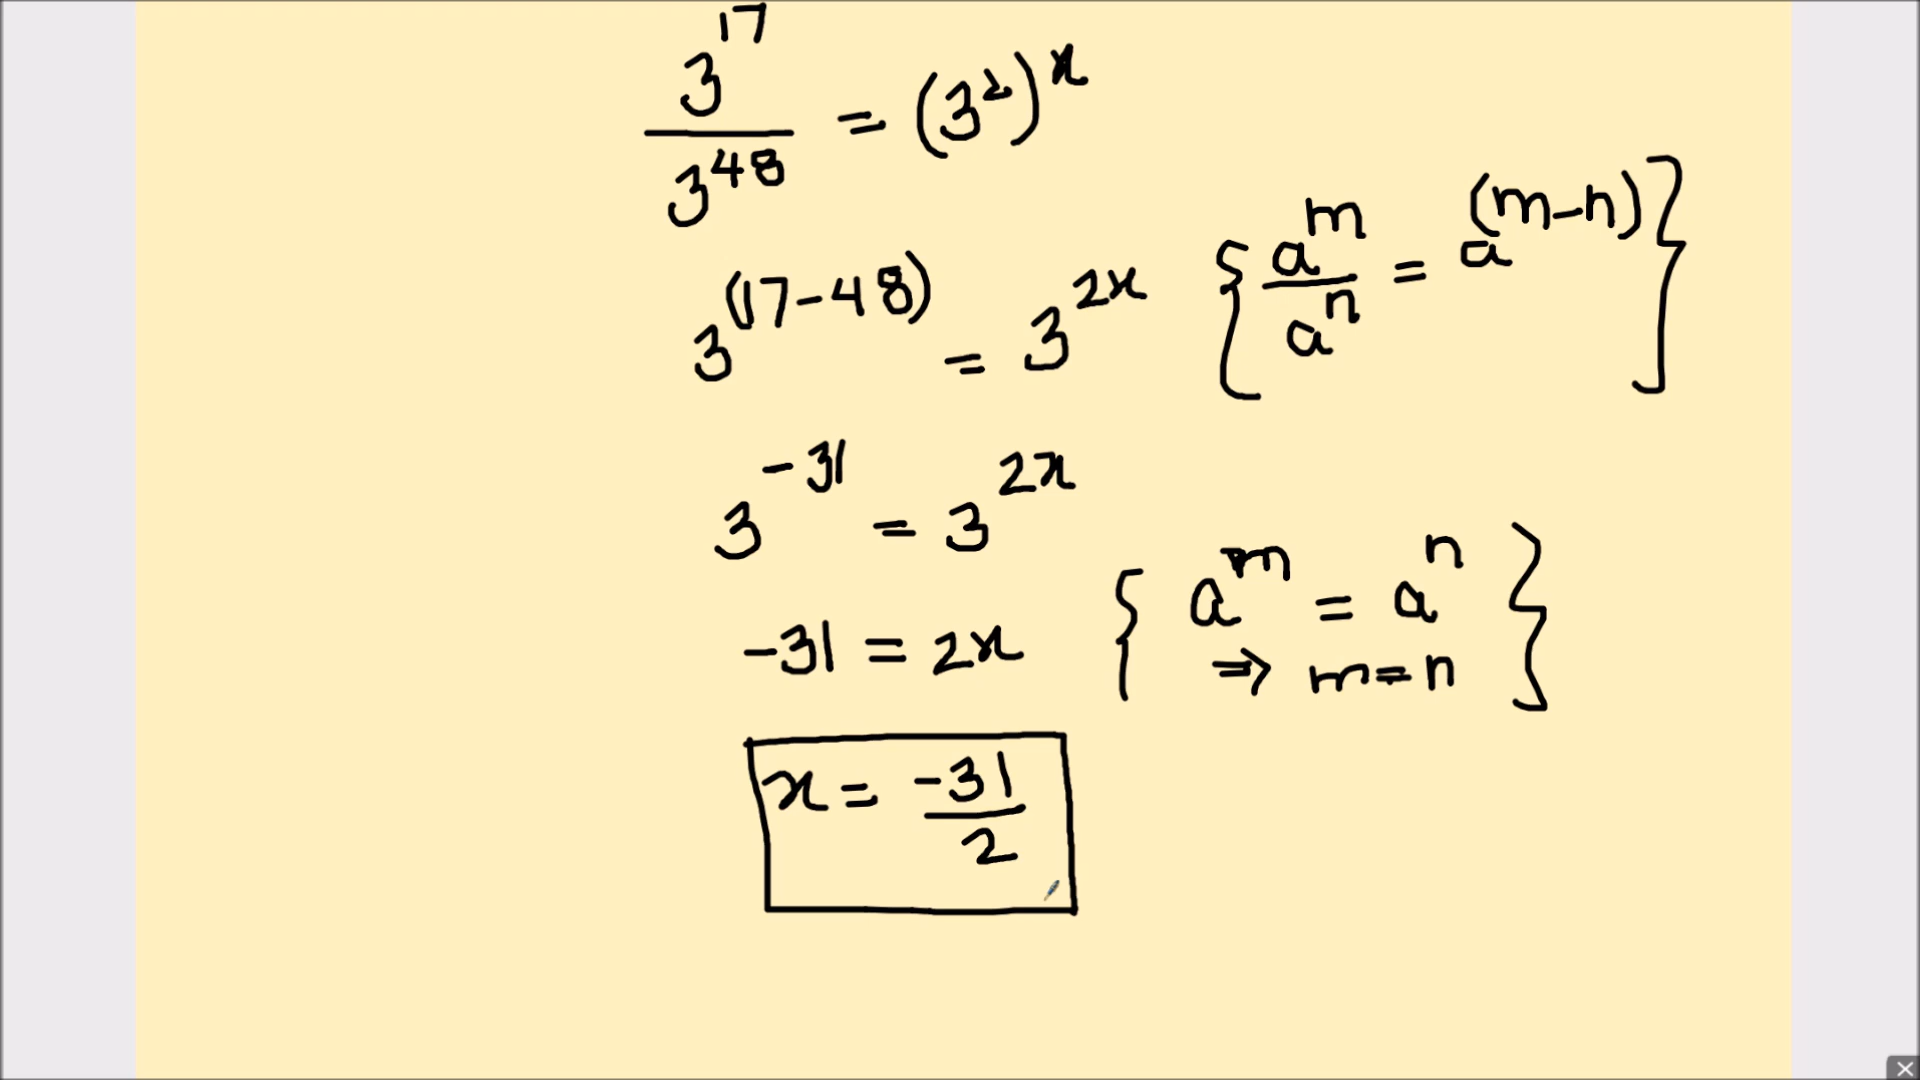 3^17 / 3^48 = (3^2)^x
3^(17-48) = 3^2x { a^m / a^n = a^(m-n) }
3^-31 = 3^2x
-31 = 2x { a^m = a^n
⇒ m = n }
x = -31/2